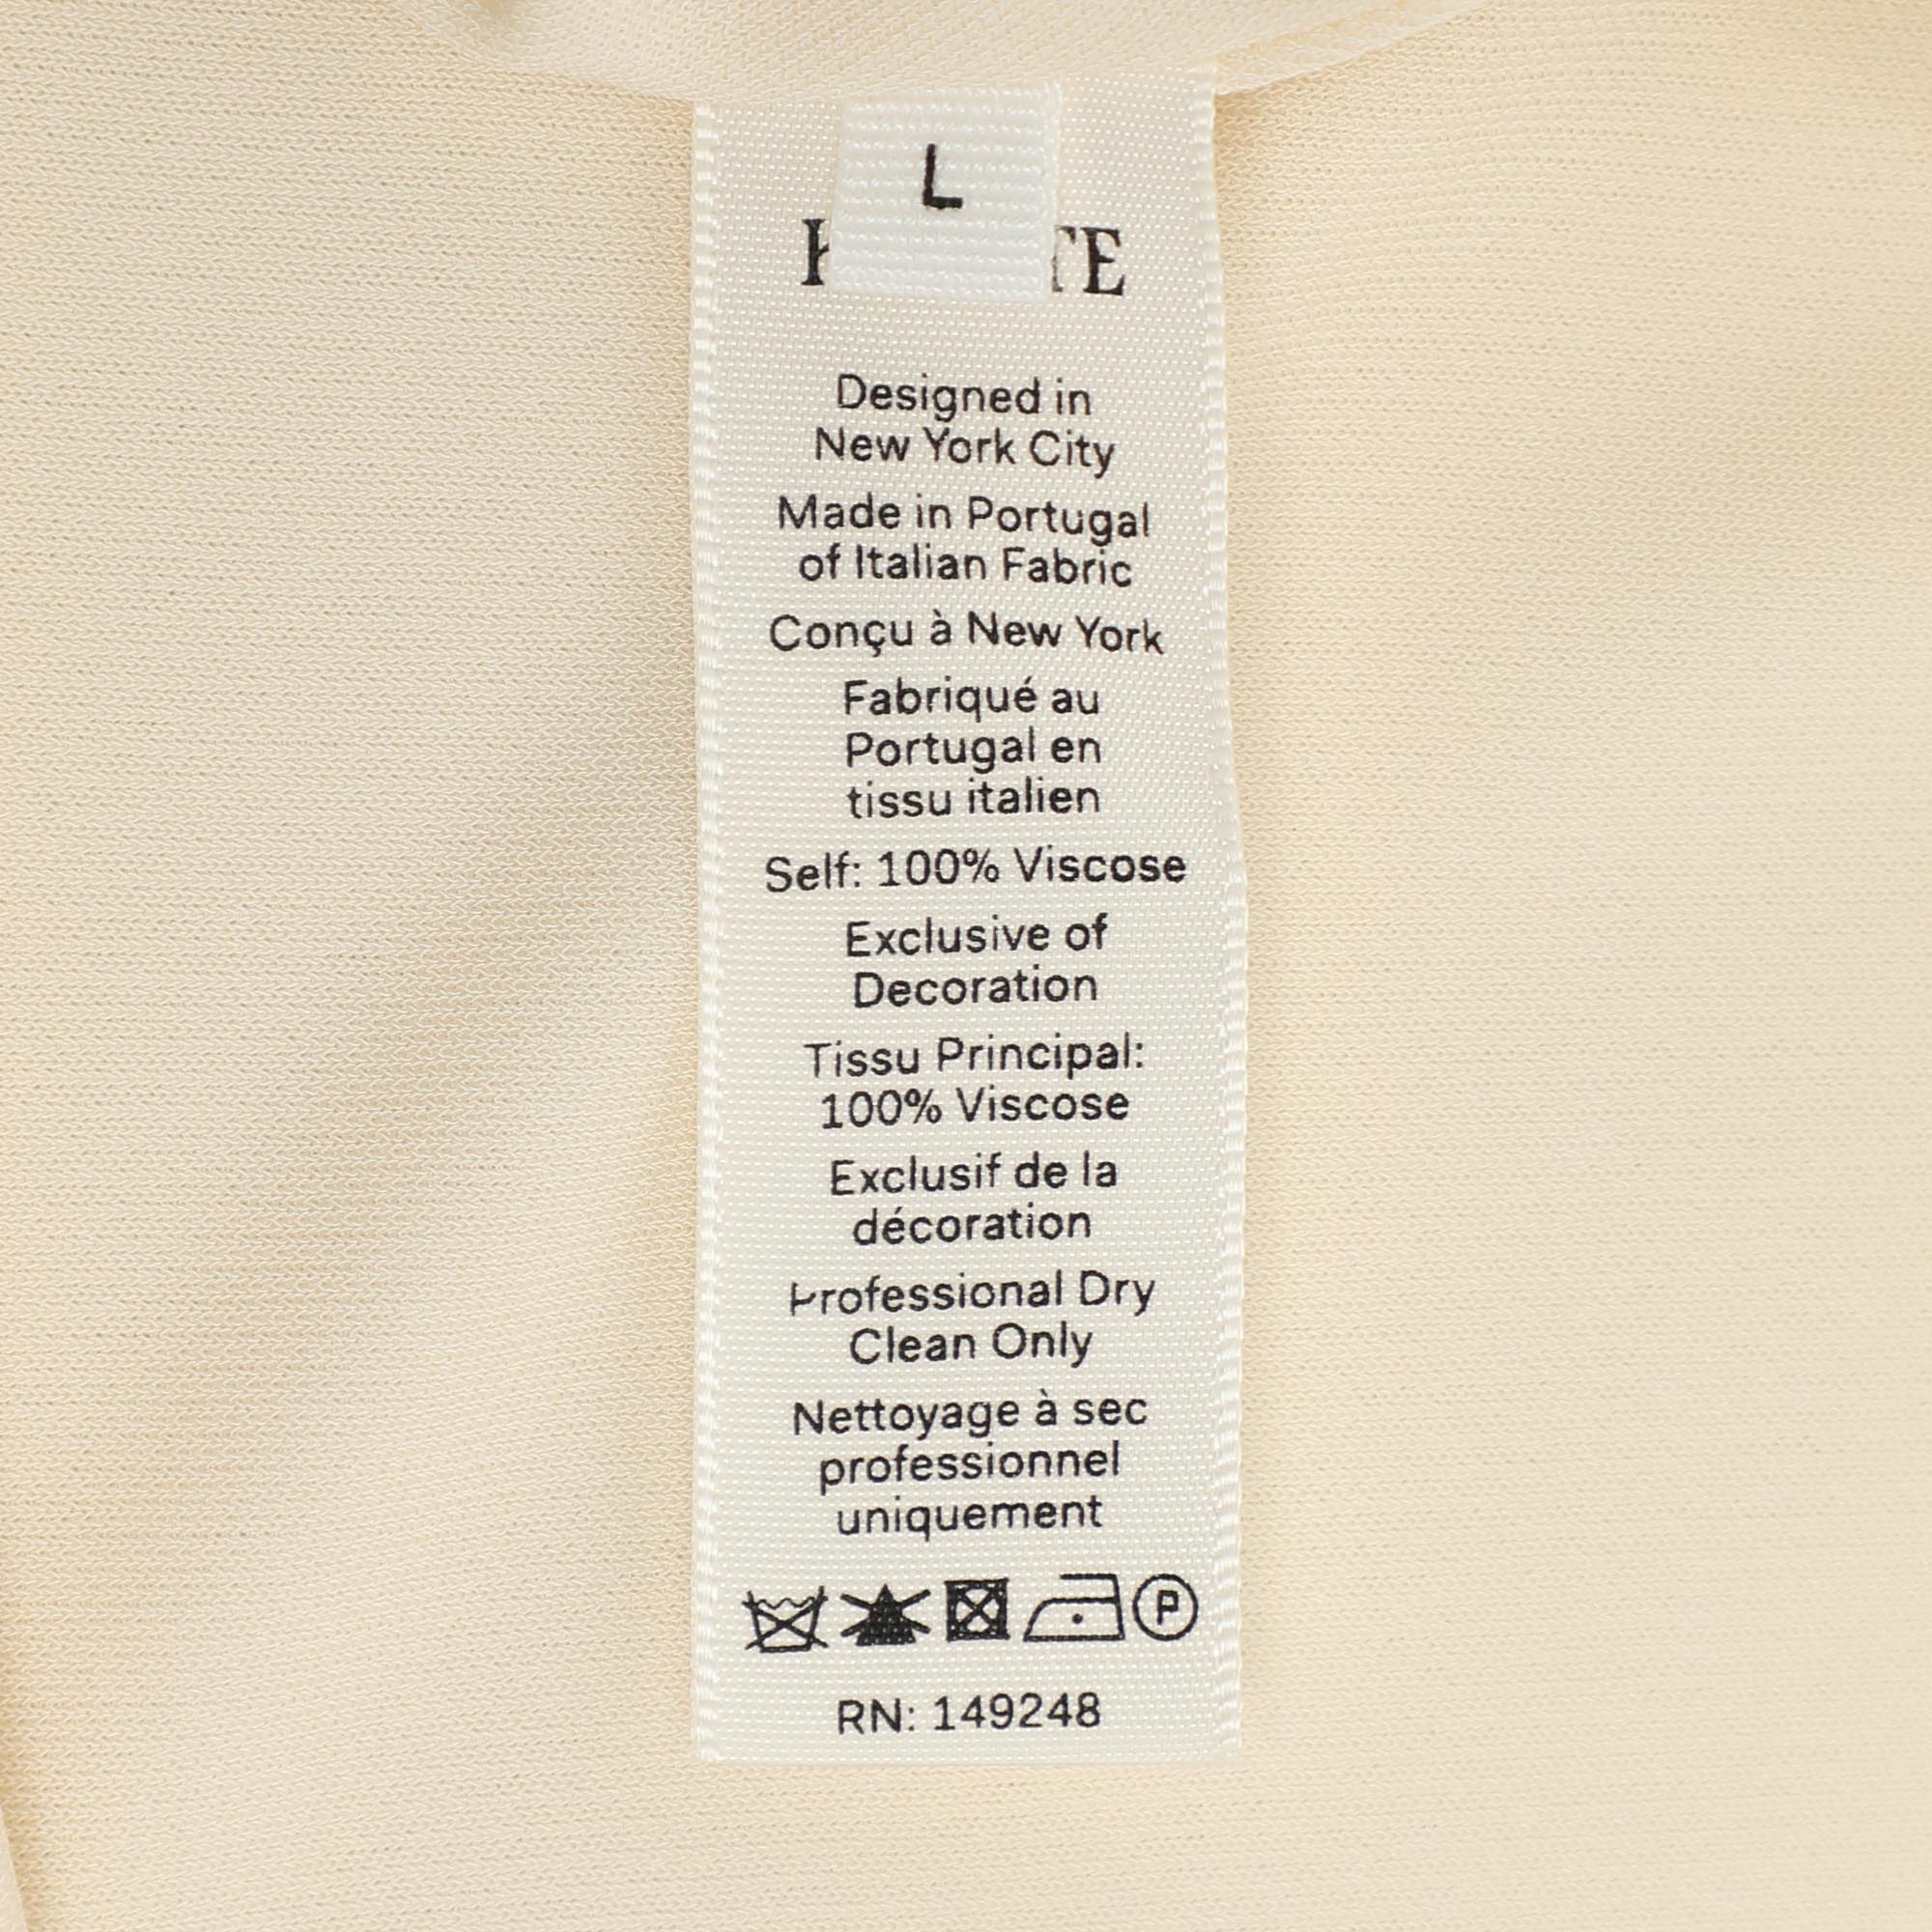 L
Designed in
New York City
Made in Portugal
of Italian Fabric
Conçu à New York
Fabriqué au
Portugal en
tissu italien
Self: 100% Viscose
Exclusive of
Decoration
Tissu Principal:
100% Viscose
Exclusif de la
décoration
Professional Dry
Clean Only
Nettoyage à sec
professionnel
uniquement
P
RN: 149248